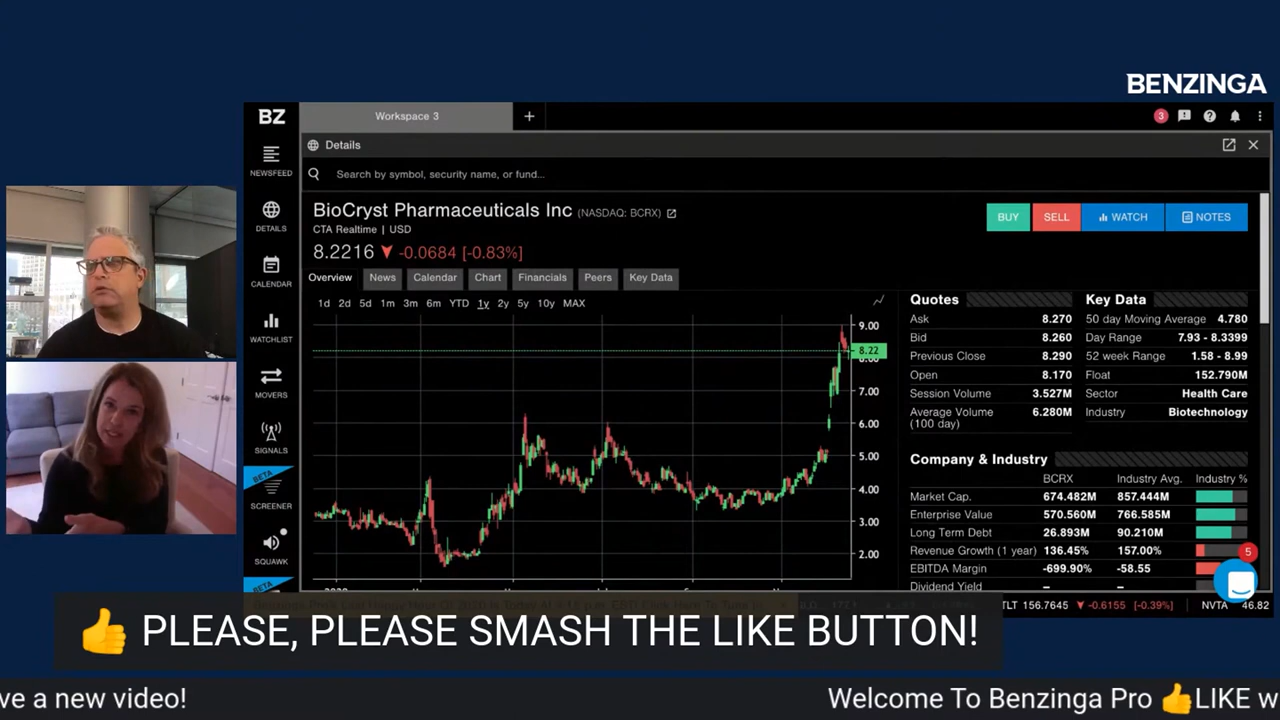 BENZINGA
BZ
Workspace 3
+
3
NEWSFEED
DETAILS
CALENDAR
WATCHLIST
MOVERS
SIGNALS
BETA
SCREENER
SQUAWK
BETA
Details
Search by symbol, security name, or fund...
BioCryst Pharmaceuticals Inc (NASDAQ: BCRX)
CTA Realtime | USD
8.2216 -0.0684 [-0.83%]
BUY SELL WATCH NOTES
Overview News Calendar Chart Financials Peers Key Data
1d 2d 5d 1m 3m 6m YTD 1y 2y 5y 10y MAX
9.00
8.22
8.00
7.00
6.00
5.00
4.00
3.00
2.00
Quotes
Ask 8.270
Bid 8.260
Previous Close 8.290
Open 8.170
Session Volume 3.527M
Average Volume 6.280M
(100 day)
Key Data
50 day Moving Average 4.780
Day Range 7.93 - 8.3399
52 week Range 1.58 - 8.99
Float 152.790M
Sector Health Care
Industry Biotechnology
Company & Industry
BCRX Industry Avg. Industry %
Market Cap. 674.482M 857.444M
Enterprise Value 570.560M 766.585M
Long Term Debt 26.893M 90.210M
Revenue Growth (1 year) 136.45% 157.00%
EBITDA Margin -699.90% -58.55
Dividend Yield – –
5
TLT 156.7645 -0.6155 [-0.39%] NVTA 46.82
👍 PLEASE, PLEASE SMASH THE LIKE BUTTON!
ve a new video! Welcome To Benzinga Pro 👍LIKE w